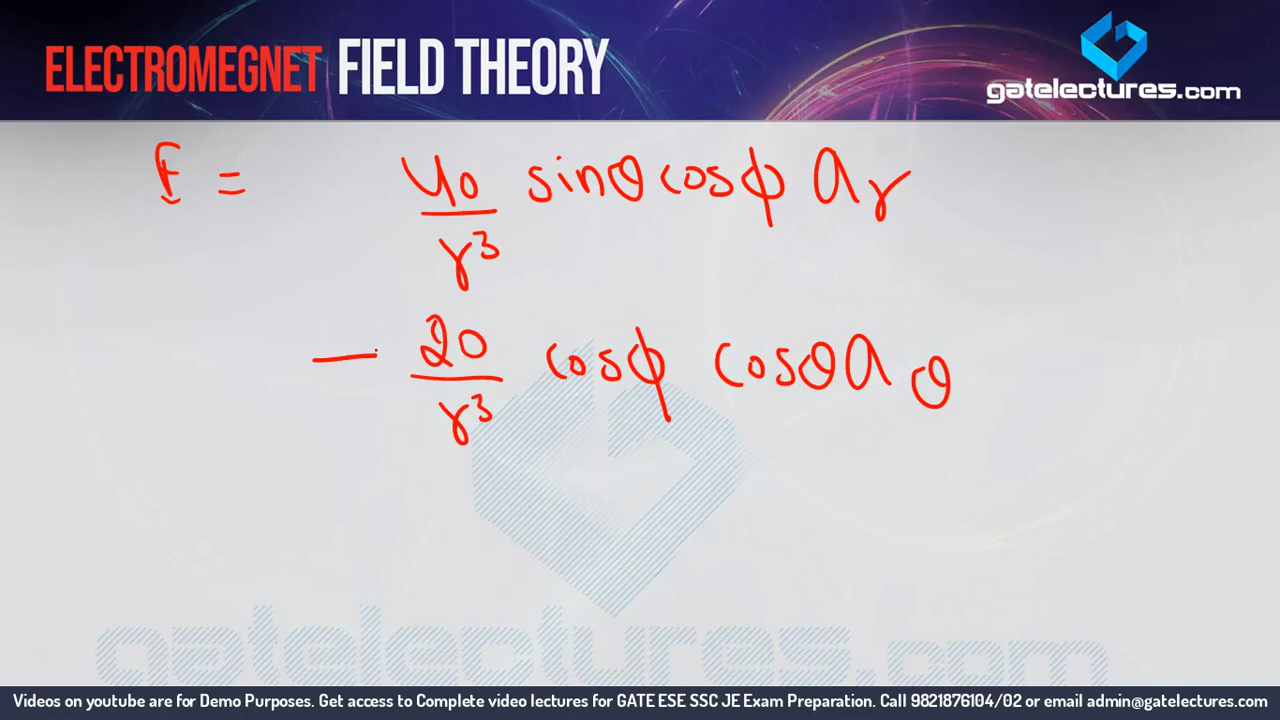 ELECTROMEGNET FIELD THEORY
gatelectures.com
E = 40/r³ sinθ cosφ a_r
— 20/r³ cosφ cosθ a_θ
gatelectures.com
Videos on youtube are for Demo Purposes. Get access to Complete video lectures for GATE ESE SSC JE Exam Preparation. Call 9821876104/02 or email admin@gatelectures.com